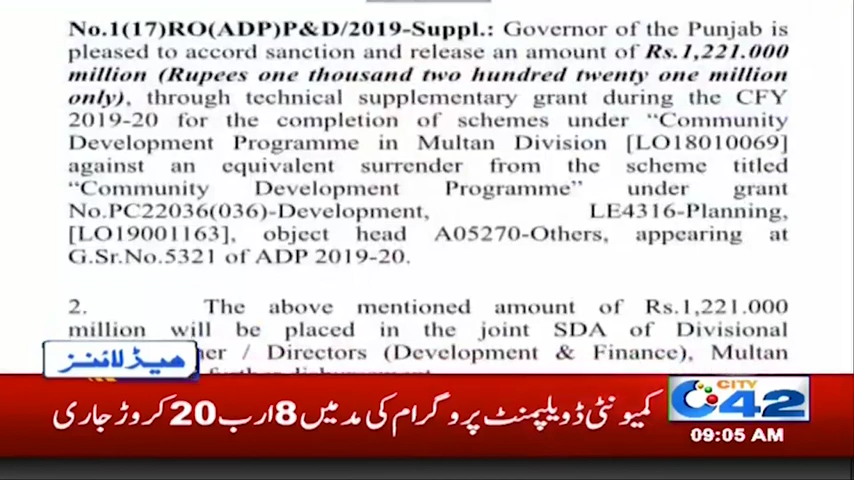 No.1(17)RO(ADP)P&D/2019-Suppl.: Governor of the Punjab is
pleased to accord sanction and release an amount of Rs.1,221.000
million (Rupees one thousand two hundred twenty one million
only), through technical supplementary grant during the CFY
2019-20 for the completion of schemes under “Community
Development Programme in Multan Division [LO18010069]
against an equivalent surrender from the scheme titled
“Community Development Programme” under grant
No.PC22036(036)-Development, LE4316-Planning,
[LO19001163], object head A05270-Others, appearing at
G.Sr.No.5321 of ADP 2019-20.
2. The above mentioned amount of Rs.1,221.000
million will be placed in the joint SDA of Divisional
/ Directors (Development & Finance), Multan
further disbursement.
ہیڈلائنز
کمیونٹی ڈویلپمنٹ پروگرام کی مد میں 8 ارب 20 کروڑ جاری
CITY
42
09:05 AM